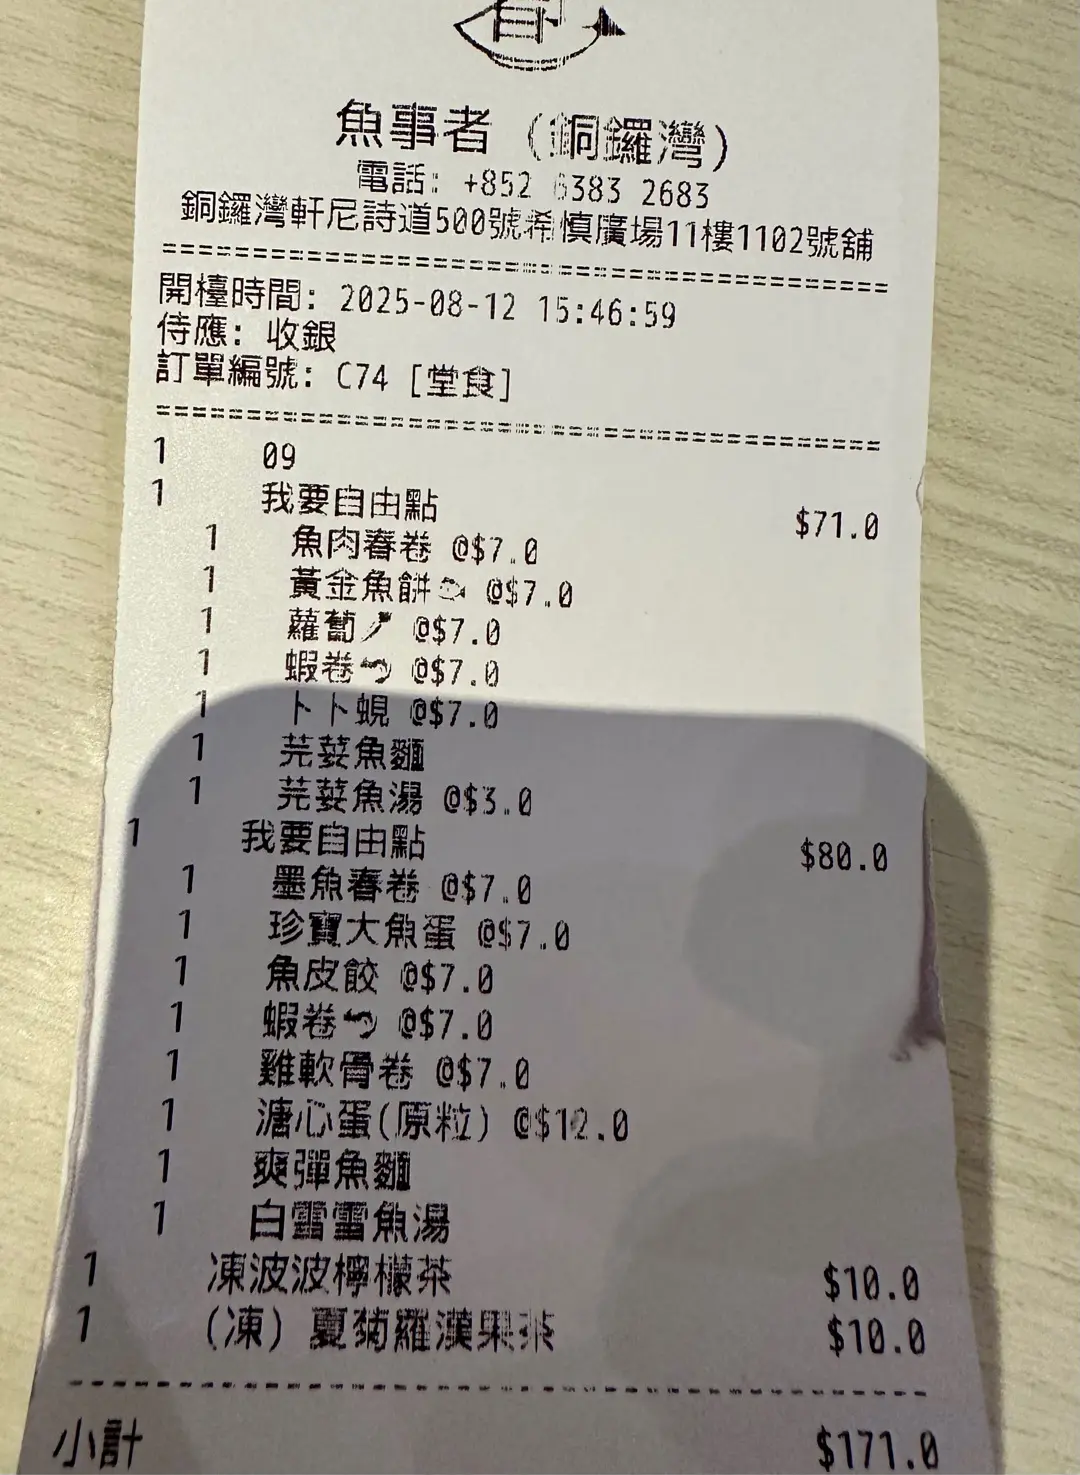 魚事者 (銅鑼灣)
電話: +852 6383 2683
銅鑼灣軒尼詩道500號希慎廣場11樓1102號舖
開檯時間: 2025-08-12 15:46:59
侍應: 收銀
訂單編號: C74 [堂食]
1 09
1 我要自由點 $71.0
1 魚肉春卷 @$7.0
1 黃金魚餅 @$7.0
1 蘿蔔 @$7.0
1 蝦卷 @$7.0
1 卜卜蜆 @$7.0
1 芫荽魚麵
1 芫荽魚湯 @$3.0
1 我要自由點 $80.0
1 墨魚春卷 @$7.0
1 珍寶大魚蛋 @$7.0
1 魚皮餃 @$7.0
1 蝦卷 @$7.0
1 雞軟骨卷 @$7.0
1 溏心蛋(原粒) @$12.0
1 爽彈魚麵
1 白雪雪魚湯
1 凍波波檸檬茶 $10.0
1 (凍) 夏菊羅漢果茶 $10.0
小計 $171.0